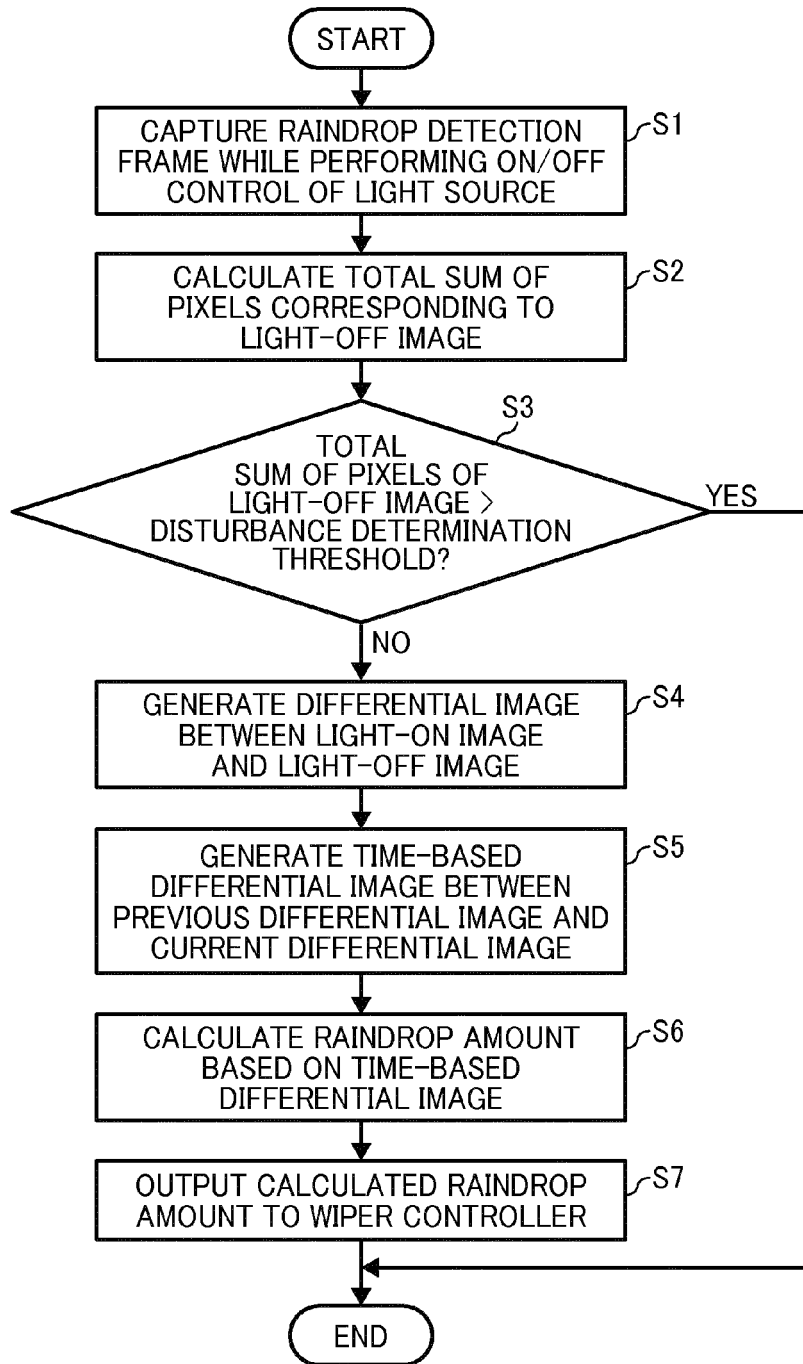 START
CAPTURE RAINDROP DETECTION
FRAME WHILE PERFORMING ON/OFF
CONTROL OF LIGHT SOURCE
S1
CALCULATE TOTAL SUM OF
PIXELS CORRESPONDING TO
LIGHT-OFF IMAGE
S2
S3
TOTAL
SUM OF PIXELS OF
LIGHT-OFF IMAGE >
DISTURBANCE DETERMINATION
THRESHOLD?
YES
NO
GENERATE DIFFERENTIAL IMAGE
BETWEEN LIGHT-ON IMAGE
AND LIGHT-OFF IMAGE
S4
GENERATE TIME-BASED
DIFFERENTIAL IMAGE BETWEEN
PREVIOUS DIFFERENTIAL IMAGE AND
CURRENT DIFFERENTIAL IMAGE
S5
CALCULATE RAINDROP AMOUNT
BASED ON TIME-BASED
DIFFERENTIAL IMAGE
S6
OUTPUT CALCULATED RAINDROP
AMOUNT TO WIPER CONTROLLER
S7
END